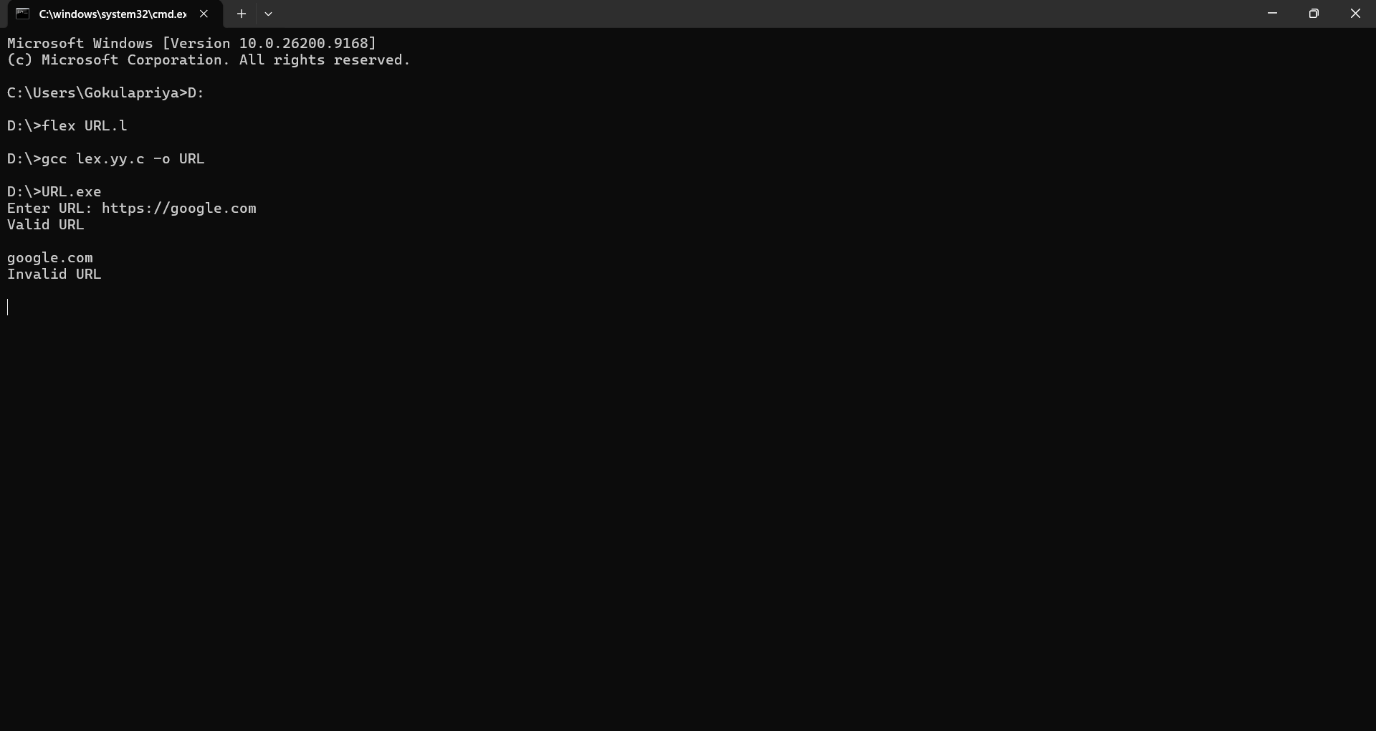 C:\windows\system32\cmd.ex
Microsoft Windows [Version 10.0.26200.9168]
(c) Microsoft Corporation. All rights reserved.
C:\Users\Gokulapriya>D:
D:\>flex URL.l
D:\>gcc lex.yy.c -o URL
D:\>URL.exe
Enter URL: https://google.com
Valid URL
google.com
Invalid URL